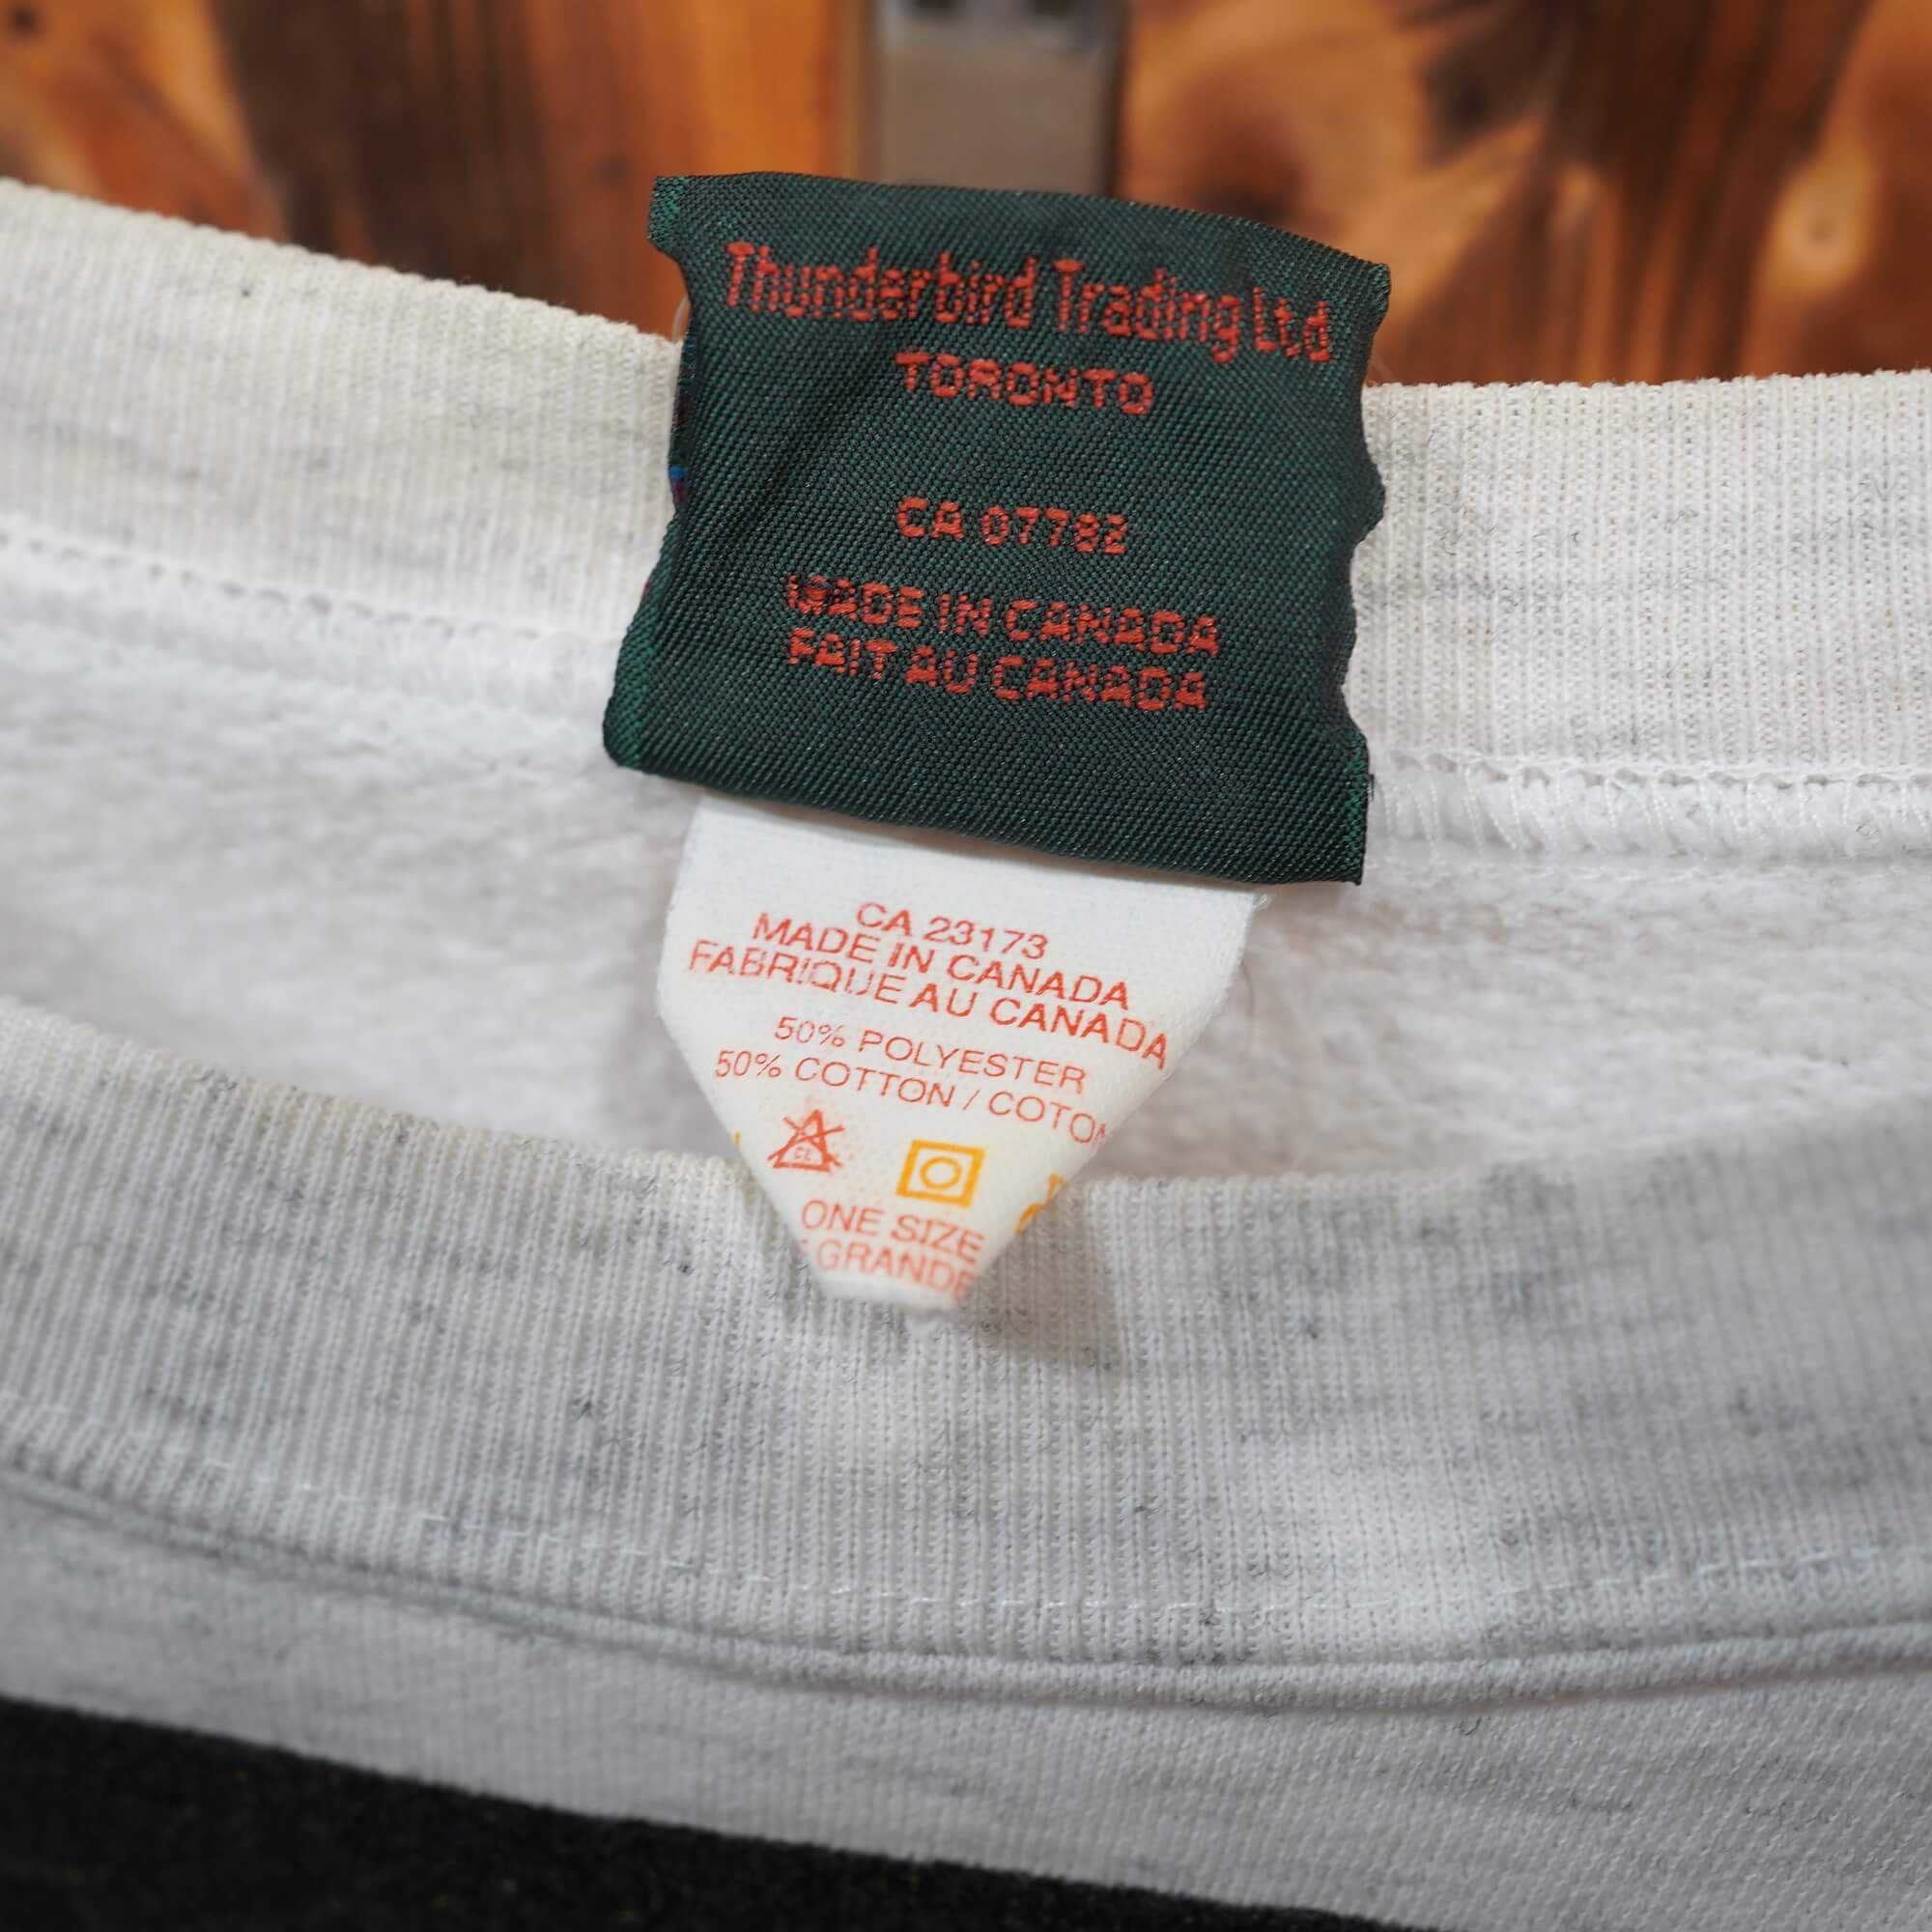 Thunderbird Trading Ltd
TORONTO
CA 07782
MADE IN CANADA
FAIT AU CANADA
CA 23173
MADE IN CANADA
FABRIQUE AU CANADA
50% POLYESTER
50% COTTON / COTON
CL
ONE SIZE
GRANDE